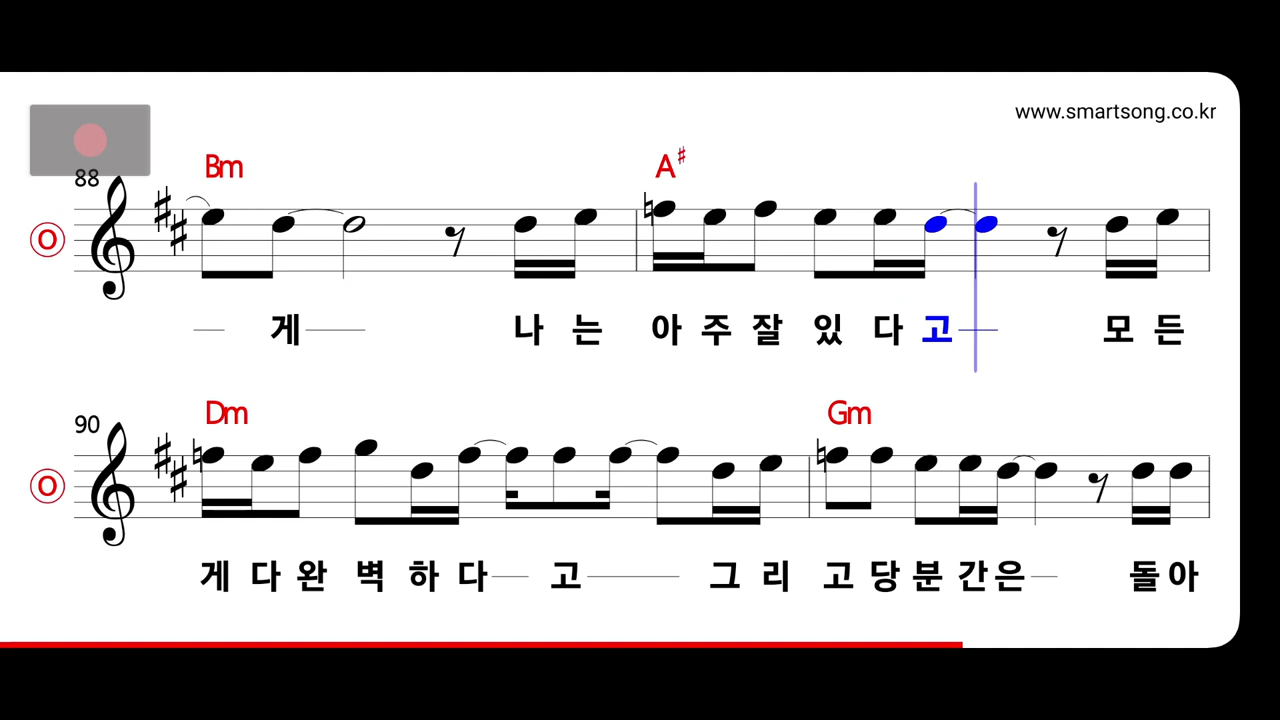 www.smartsong.co.kr
88
Bm A♯
O
게 나 는 아 주 잘 있 다 고 모 든
90
Dm Gm
O
게 다 완 벽 하 다 고 그 리 고 당 분 간 은 돌 아